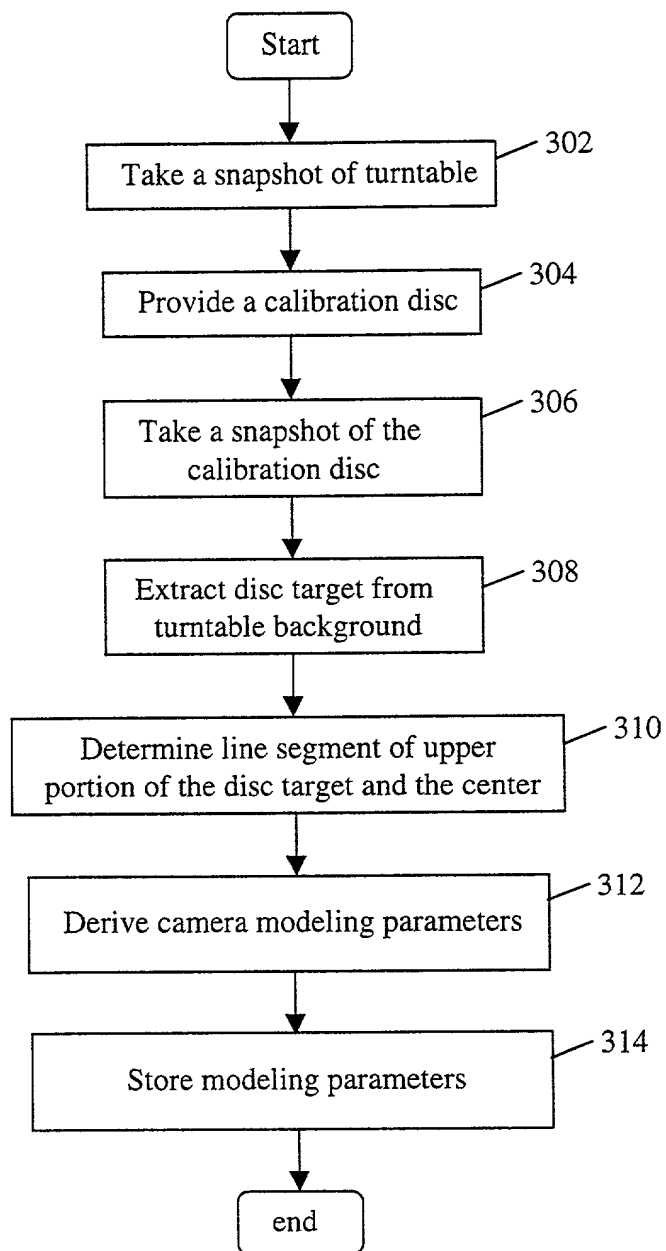 Start
302
Take a snapshot of turntable
304
Provide a calibration disc
306
Take a snapshot of the
calibration disc
308
Extract disc target from
turntable background
310
Determine line segment of upper
portion of the disc target and the center
312
Derive camera modeling parameters
314
Store modeling parameters
end